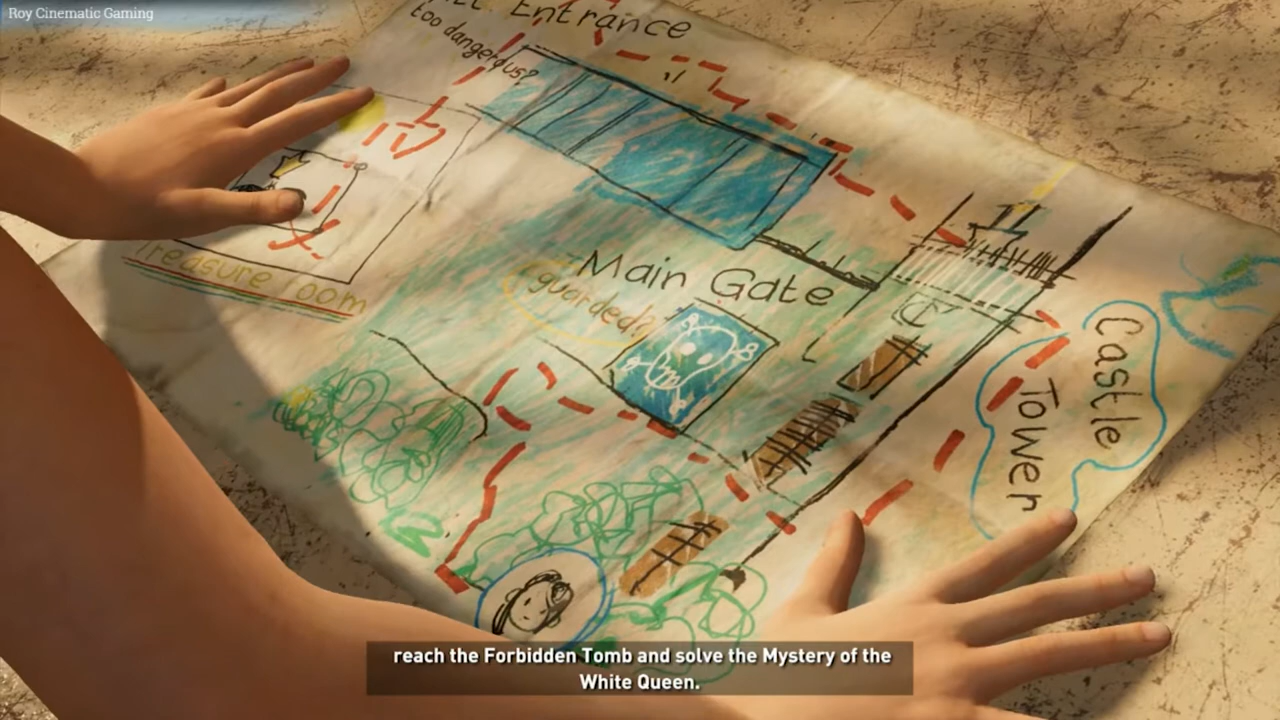 Roy Cinematic Gaming
Entrance
too dangerous?
Treasure room
Main Gate
guarded?
Castle
Tower
reach the Forbidden Tomb and solve the Mystery of the
White Queen.